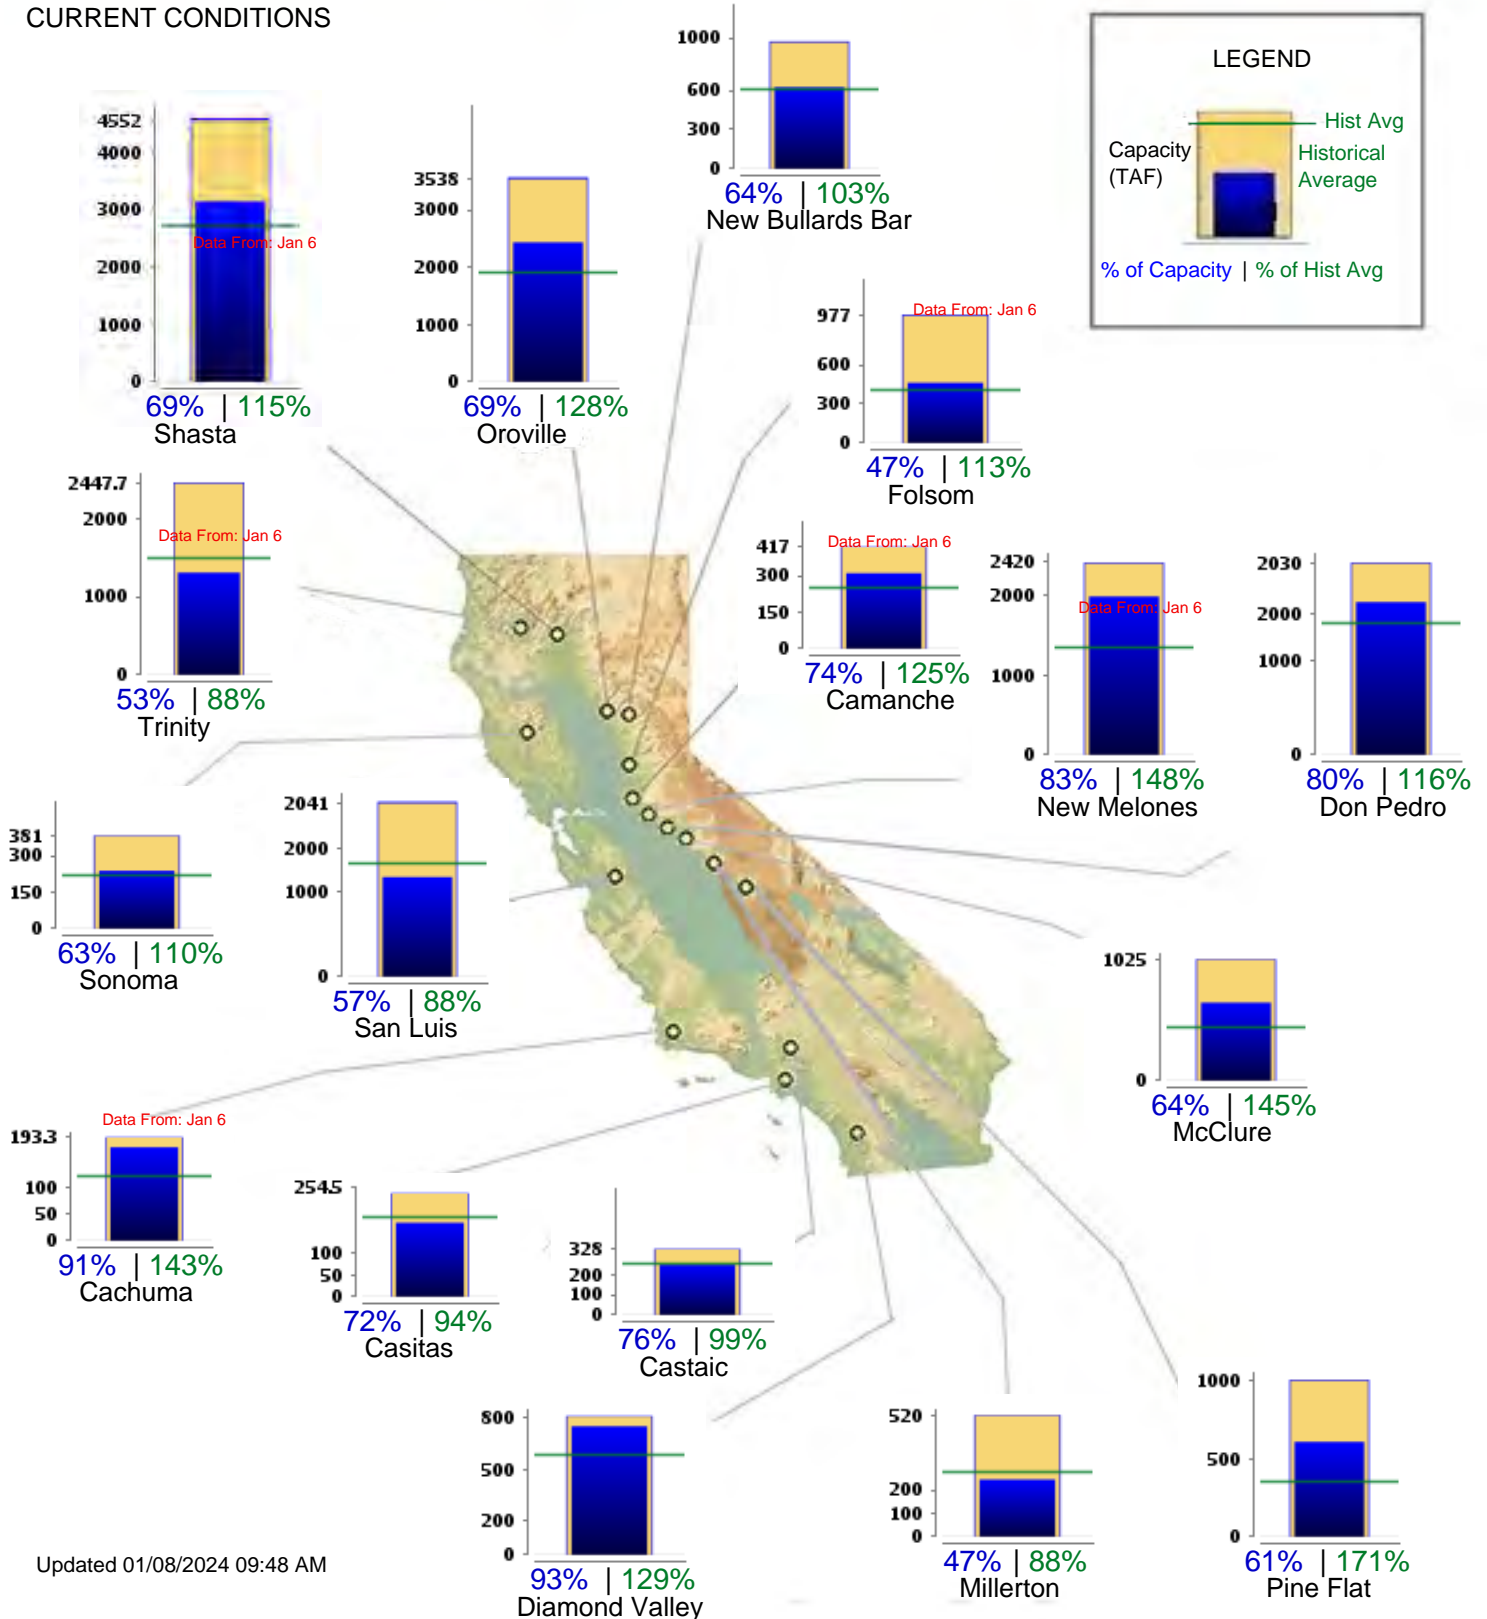 CURRENT CONDITIONS
1000
600
300
0
64% | 103%
New Bullards Bar
LEGEND
Hist Avg
Capacity
(TAF)
Historical
Average
% of Capacity | % of Hist Avg
4552
4000
3000
2000
1000
0
Data From: Jan 6
69% | 115%
Shasta
3538
3000
2000
1000
0
69% | 128%
Oroville
977
600
300
0
Data From: Jan 6
47% | 113%
Folsom
2447.7
2000
1000
0
Data From: Jan 6
53% | 88%
Trinity
417
300
150
0
Data From: Jan 6
74% | 125%
Camanche
2420
2000
1000
0
Data From: Jan 6
83% | 148%
New Melones
2030
2000
1000
0
80% | 116%
Don Pedro
381
300
150
0
63% | 110%
Sonoma
2041
2000
1000
0
57% | 88%
San Luis
1025
0
64% | 145%
McClure
Data From: Jan 6
193.3
100
50
0
91% | 143%
Cachuma
254.5
100
50
0
72% | 94%
Casitas
328
200
100
0
76% | 99%
Castaic
800
500
200
0
93% | 129%
Diamond Valley
520
200
100
0
47% | 88%
Millerton
1000
500
0
61% | 171%
Pine Flat
Updated 01/08/2024 09:48 AM